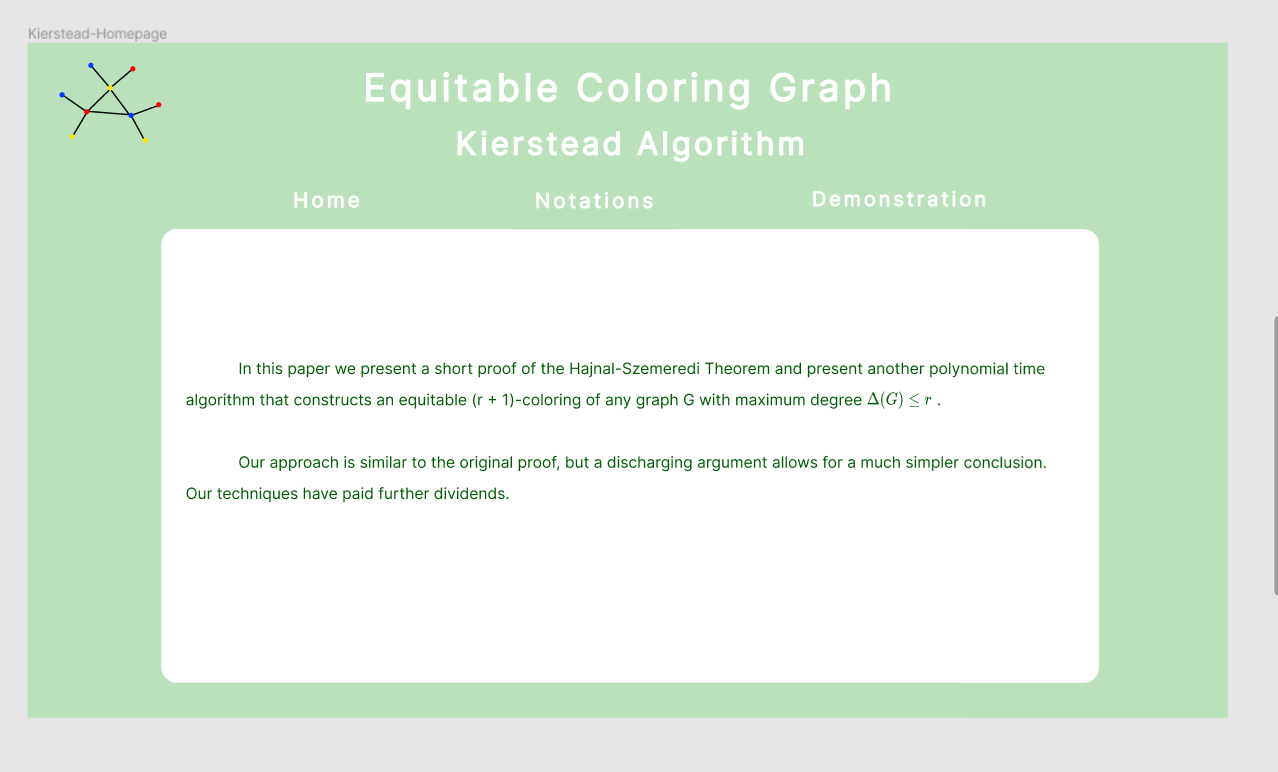 Kierstead-Homepage
Equitable Coloring Graph
Kierstead Algorithm
Home Notations Demonstration
In this paper we present a short proof of the Hajnal-Szemeredi Theorem and present another polynomial time
algorithm that constructs an equitable (r + 1)-coloring of any graph G with maximum degree Δ(G) ≤ r .
Our approach is similar to the original proof, but a discharging argument allows for a much simpler conclusion.
Our techniques have paid further dividends.